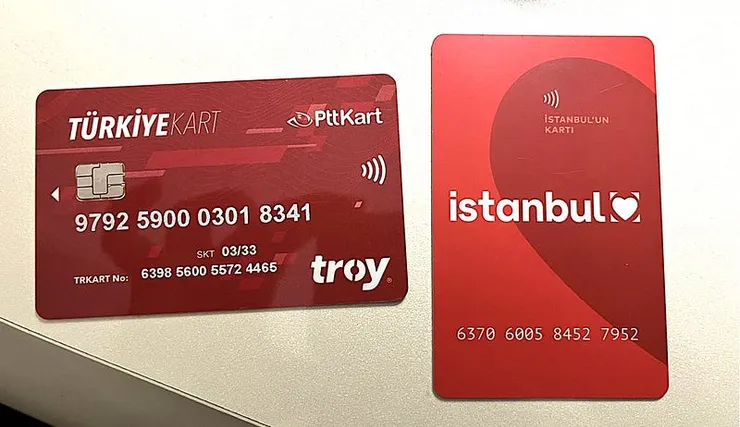 TÜRKİYEKART
PttKart
9792 5900 0301 8341
SKT 03/33
TRKART No: 6398 5600 5572 4465
troy®
İSTANBUL'UN
KARTI
istanbul
6370 6005 8452 7952